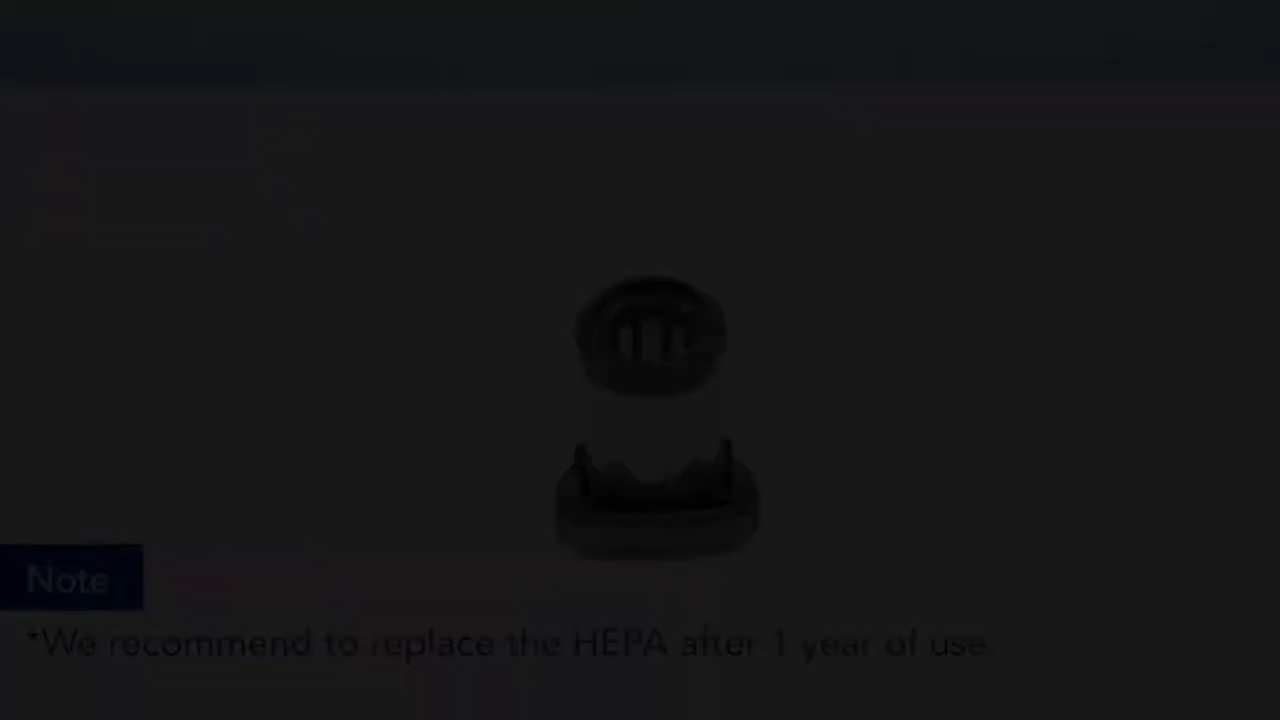 Note
*We recommend to replace the HEPA after 1 year of use.